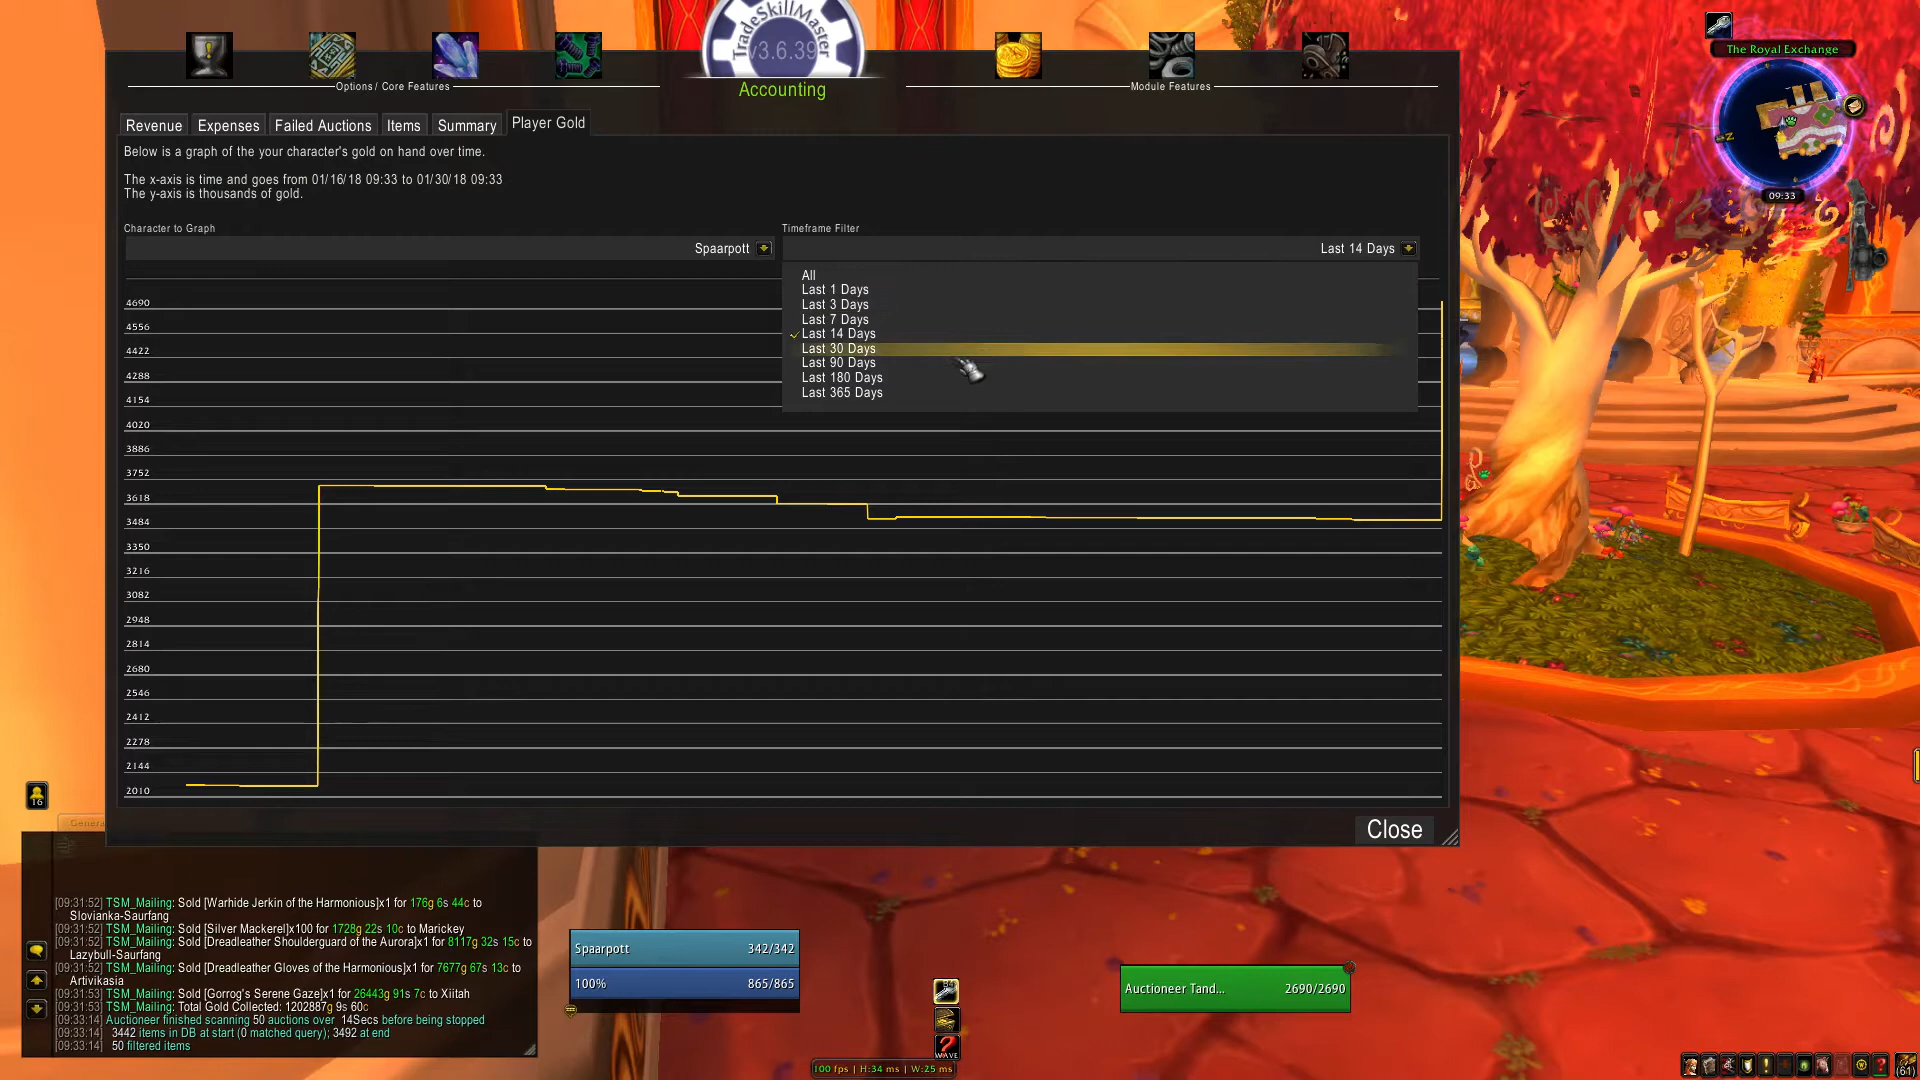 TradeSkillMaster
v3.6.39
Options / Core Features
Accounting
Module Features
The Royal Exchange
Revenue
Expenses
Failed Auctions
Items
Summary
Player Gold
Below is a graph of the your character's gold on hand over time.
The x-axis is time and goes from 01/16/18 09:33 to 01/30/18 09:33
The y-axis is thousands of gold.
Z
09:33
Character to Graph
Timeframe Filter
Spaarpott
Last 14 Days
All
Last 1 Days
Last 3 Days
Last 7 Days
Last 14 Days
Last 30 Days
Last 90 Days
Last 180 Days
Last 365 Days
4690
4556
4422
4288
4154
4020
3886
3752
3618
3484
3350
3216
3082
2948
2814
2680
2546
2412
2278
2144
2010
16
Close
[09:31:52] TSM_Mailing: Sold [Warhide Jerkin of the Harmonious]x1 for 176g 6s 44c to
Slovianka-Saurfang
[09:31:52] TSM_Mailing: Sold [Silver Mackerel]x100 for 1728g 22s 10c to Marickey
[09:31:52] TSM_Mailing: Sold [Dreadleather Shoulderguard of the Aurora]x1 for 8117g 32s 15c to
Lazybull-Saurfang
[09:31:52] TSM_Mailing: Sold [Dreadleather Gloves of the Harmonious]x1 for 7677g 67s 13c to
Artivikasia
[09:31:53] TSM_Mailing: Sold [Gorrog's Serene Gaze]x1 for 26443g 91s 7c to Xiitah
[09:31:53] TSM_Mailing: Total Gold Collected: 1202887g 9s 60c
[09:33:14] Auctioneer finished scanning 50 auctions over 14Secs before being stopped
[09:33:14] 3442 items in DB at start (0 matched query); 3492 at end
[09:33:14] 50 filtered items
Spaarpott 342/342
100% 865/865
Auctioneer Tand... 2690/2690
WAVE
100 fps | H:34 ms | W:25 ms
(61)